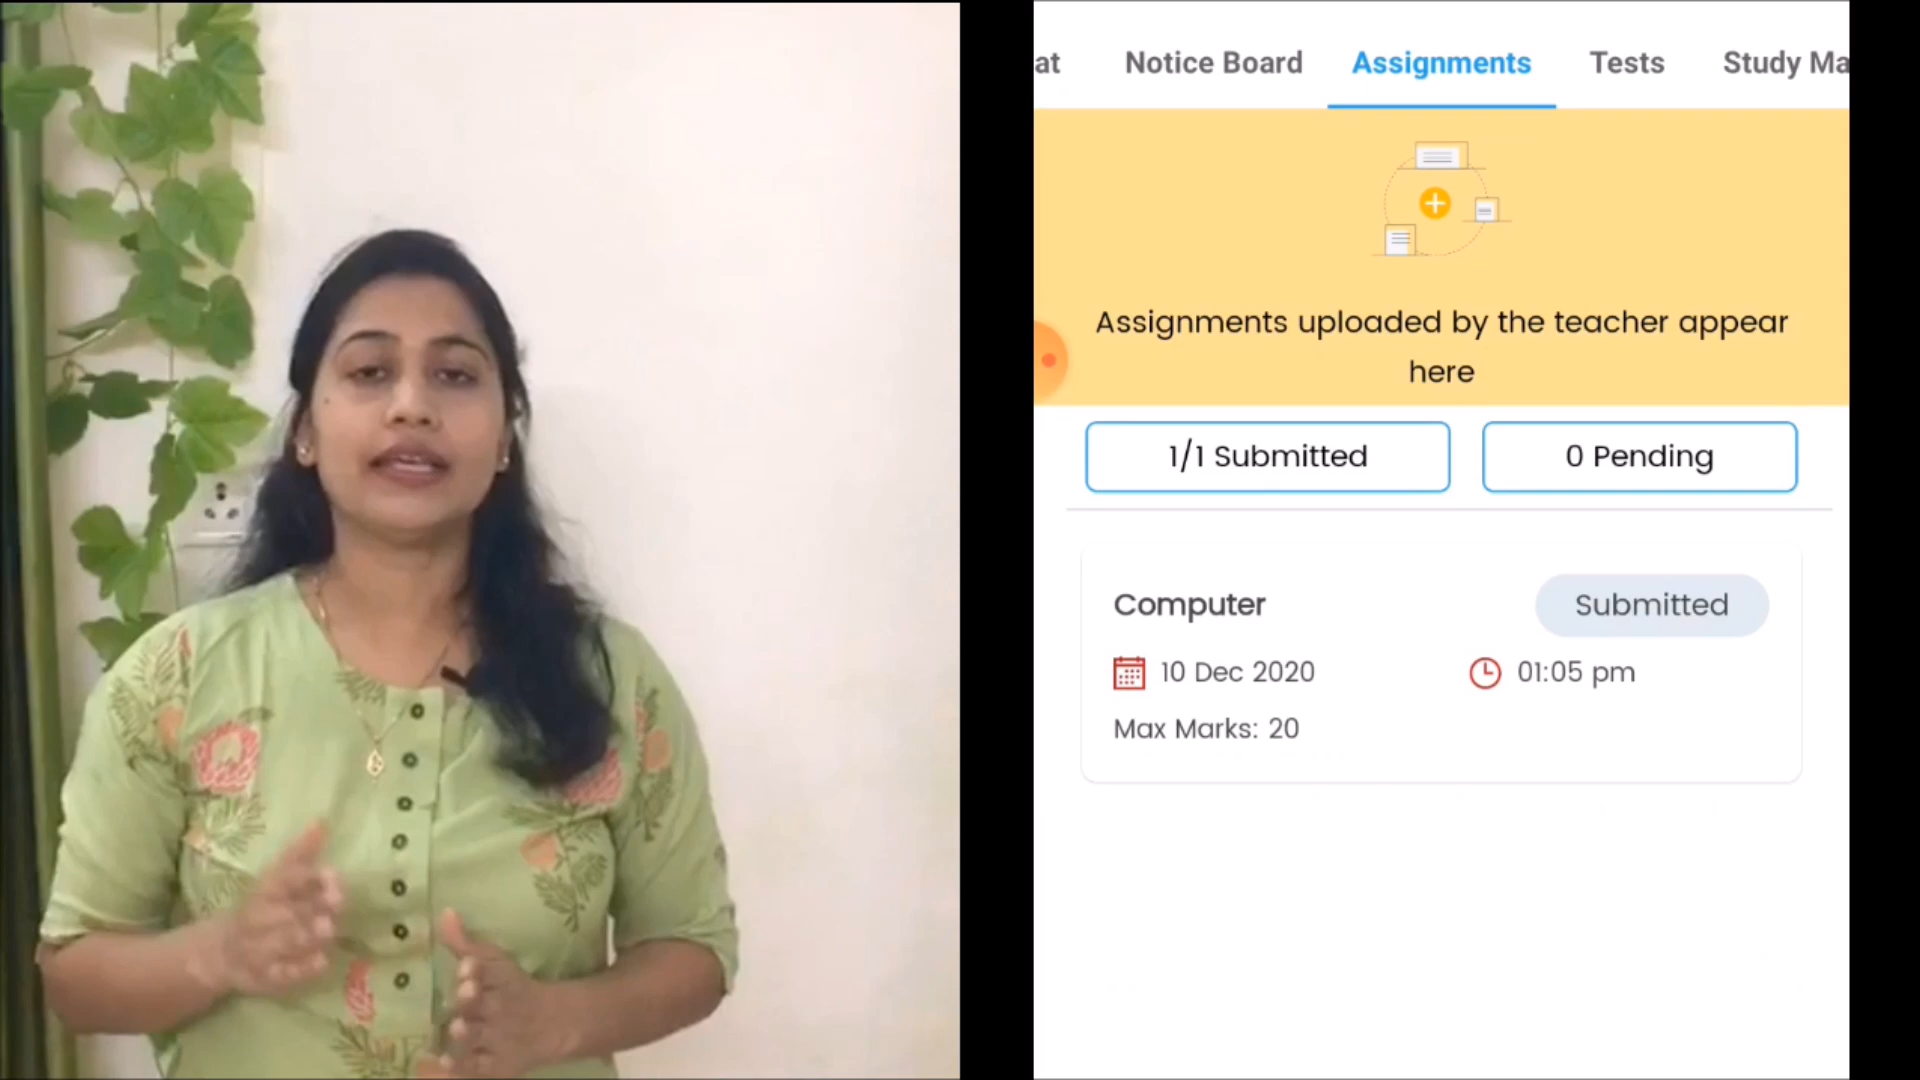 at Notice Board Assignments Tests Study Ma
Assignments uploaded by the teacher appear
here
1/1 Submitted 0 Pending
Computer Submitted
10 Dec 2020 01:05 pm
Max Marks: 20